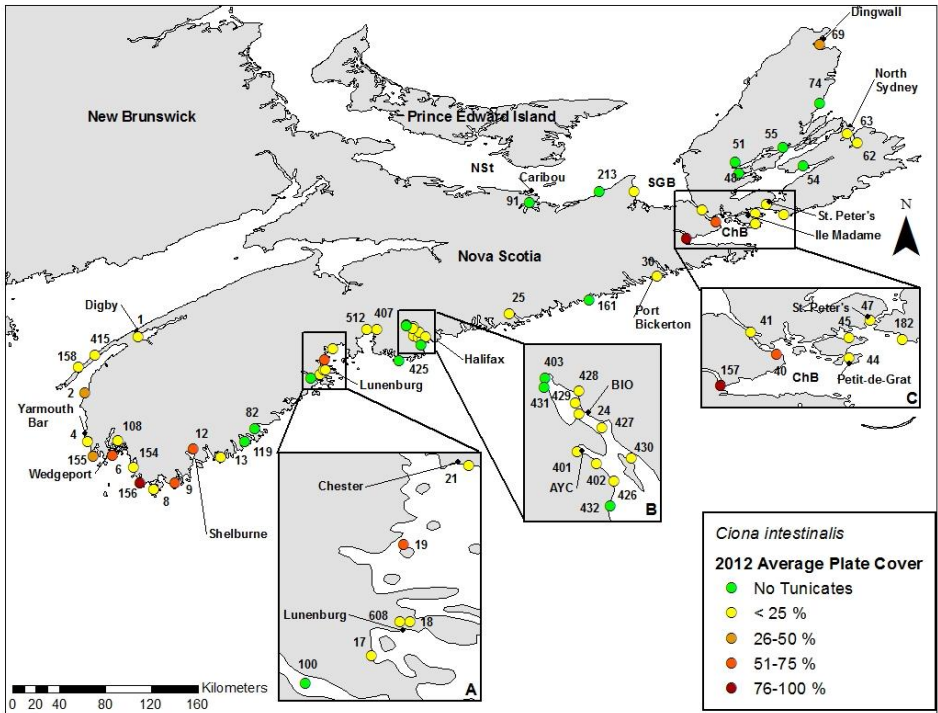 Dingwall
69
North
Sydney
74
63
New Brunswick
Prince Edward Island
55
51
62
NSt
Caribou
213
48
54
SGB
91
St. Peter's
ChB
Ile Madame
N
Nova Scotia
30
Digby
1
25
161
Port
Bickerton
512
407
415
St. Peter's
47
158
Halifax
41
45
182
425
Lunenburg
403
428
BIO
44
40
2
157
ChB
Petit-de-Grat
C
431
429
24
Yarmouth
Bar
82
427
108
12
4
119
430
154
13
401
155
Wedgeport
6
AYC
402
Chester
21
426
156
8
9
432
B
Shelburne
Ciona intestinalis
2012 Average Plate Cover
19
No Tunicates
< 25 %
Lunenburg
608
18
26-50 %
17
51-75 %
100
Kilometers
A
76-100 %
0 20 40 80 120 160